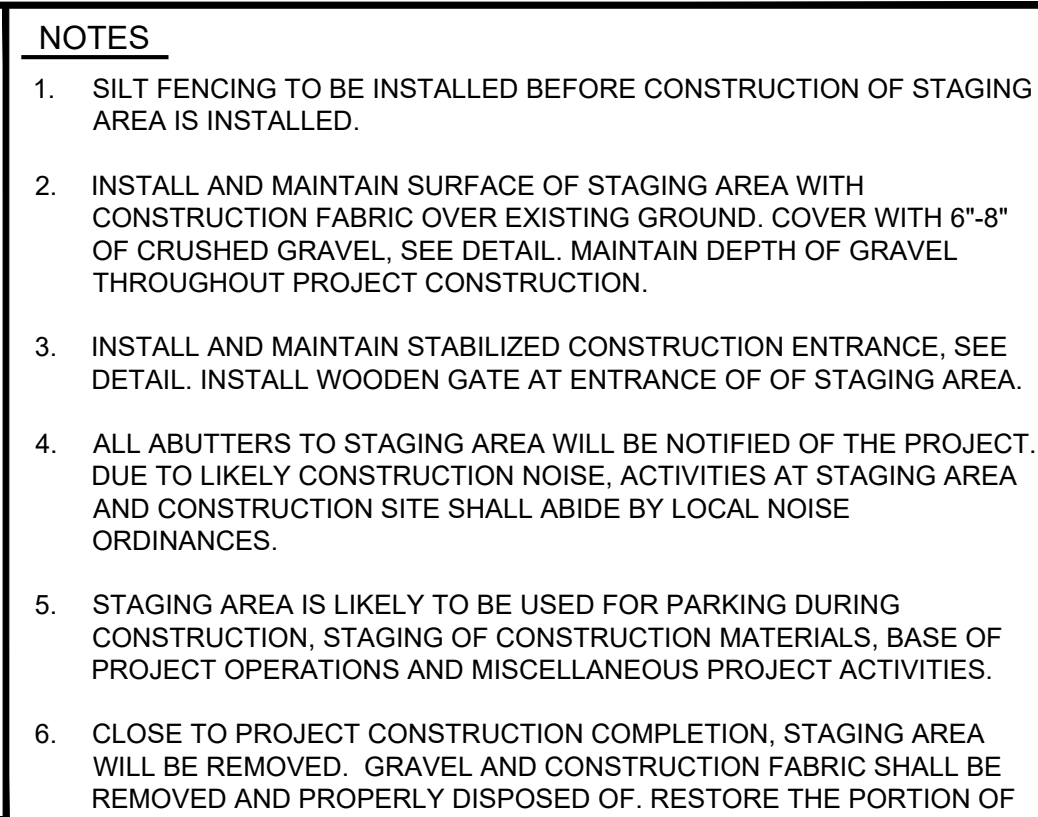 NOTES
1. SILT FENCING TO BE INSTALLED BEFORE CONSTRUCTION OF STAGING
AREA IS INSTALLED.
2. INSTALL AND MAINTAIN SURFACE OF STAGING AREA WITH
CONSTRUCTION FABRIC OVER EXISTING GROUND. COVER WITH 6"-8"
OF CRUSHED GRAVEL, SEE DETAIL. MAINTAIN DEPTH OF GRAVEL
THROUGHOUT PROJECT CONSTRUCTION.
3. INSTALL AND MAINTAIN STABILIZED CONSTRUCTION ENTRANCE, SEE
DETAIL. INSTALL WOODEN GATE AT ENTRANCE OF OF STAGING AREA.
4. ALL ABUTTERS TO STAGING AREA WILL BE NOTIFIED OF THE PROJECT.
DUE TO LIKELY CONSTRUCTION NOISE, ACTIVITIES AT STAGING AREA
AND CONSTRUCTION SITE SHALL ABIDE BY LOCAL NOISE
ORDINANCES.
5. STAGING AREA IS LIKELY TO BE USED FOR PARKING DURING
CONSTRUCTION, STAGING OF CONSTRUCTION MATERIALS, BASE OF
PROJECT OPERATIONS AND MISCELLANEOUS PROJECT ACTIVITIES.
6. CLOSE TO PROJECT CONSTRUCTION COMPLETION, STAGING AREA
WILL BE REMOVED. GRAVEL AND CONSTRUCTION FABRIC SHALL BE
REMOVED AND PROPERLY DISPOSED OF. RESTORE THE PORTION OF